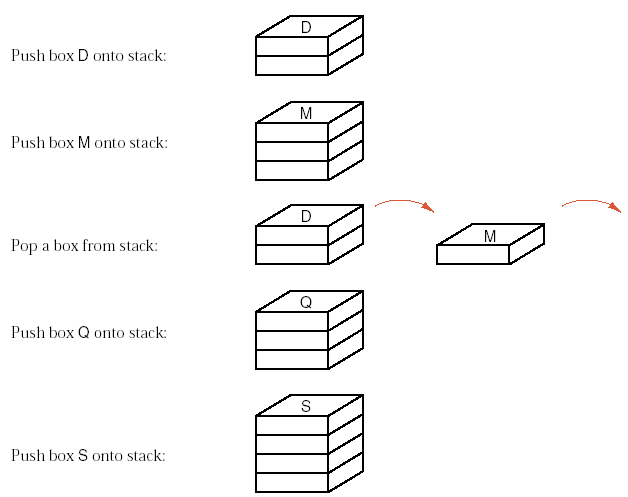 D
Push box D onto stack:
M
Push box M onto stack:
D
M
Pop a box from stack:
Q
Push box Q onto stack:
S
Push box S onto stack: